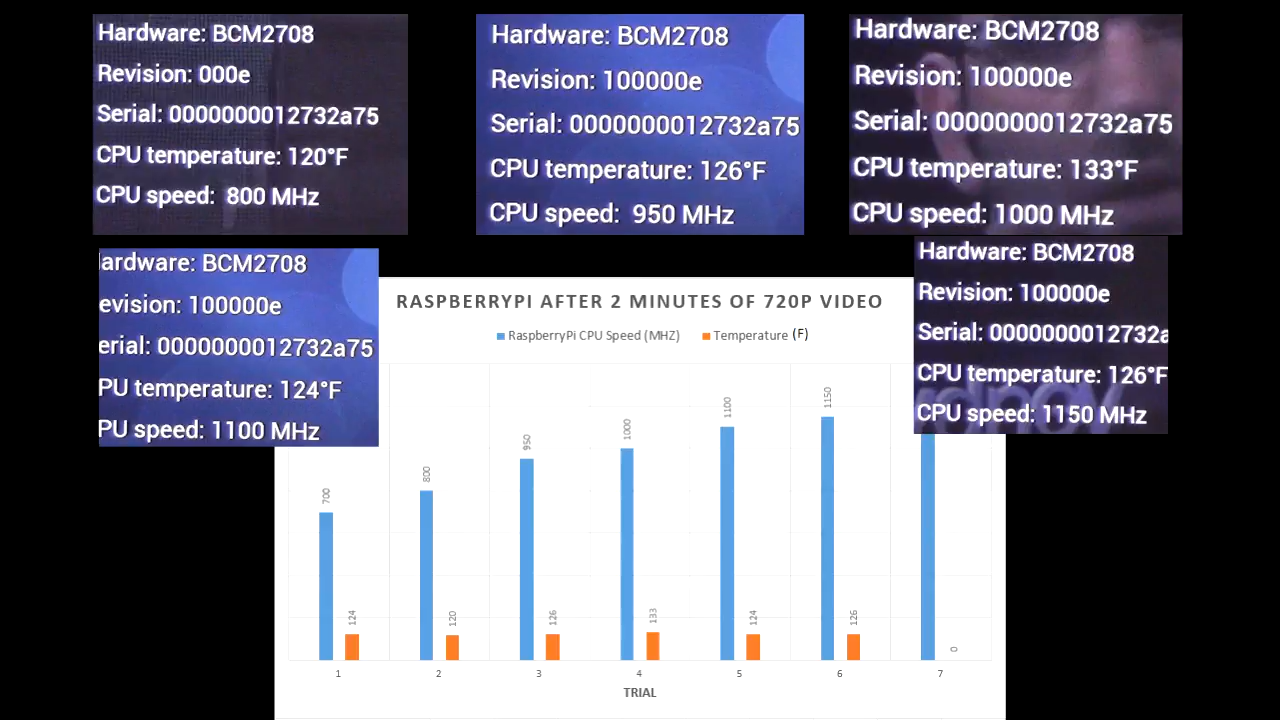 Hardware: BCM2708
Revision: 000e
Serial: 0000000012732a75
CPU temperature: 120°F
CPU speed: 800 MHz
Hardware: BCM2708
Revision: 100000e
Serial: 0000000012732a75
CPU temperature: 126°F
CPU speed: 950 MHz
Hardware: BCM2708
Revision: 100000e
Serial: 0000000012732a75
CPU temperature: 133°F
CPU speed: 1000 MHz
ardware: BCM2708
evision: 100000e
erial: 0000000012732a75
PU temperature: 124°F
PU speed: 1100 MHz
Hardware: BCM2708
Revision: 100000e
Serial: 0000000012732a
CPU temperature: 126°F
CPU speed: 1150 MHz
RASPBERRYPI AFTER 2 MINUTES OF 720P VIDEO
RaspberryPi CPU Speed (MHZ) Temperature (F)
700 124 800 120 950 126 1000 133 1100 124 1150 126 0
1 2 3 4 5 6 7
TRIAL